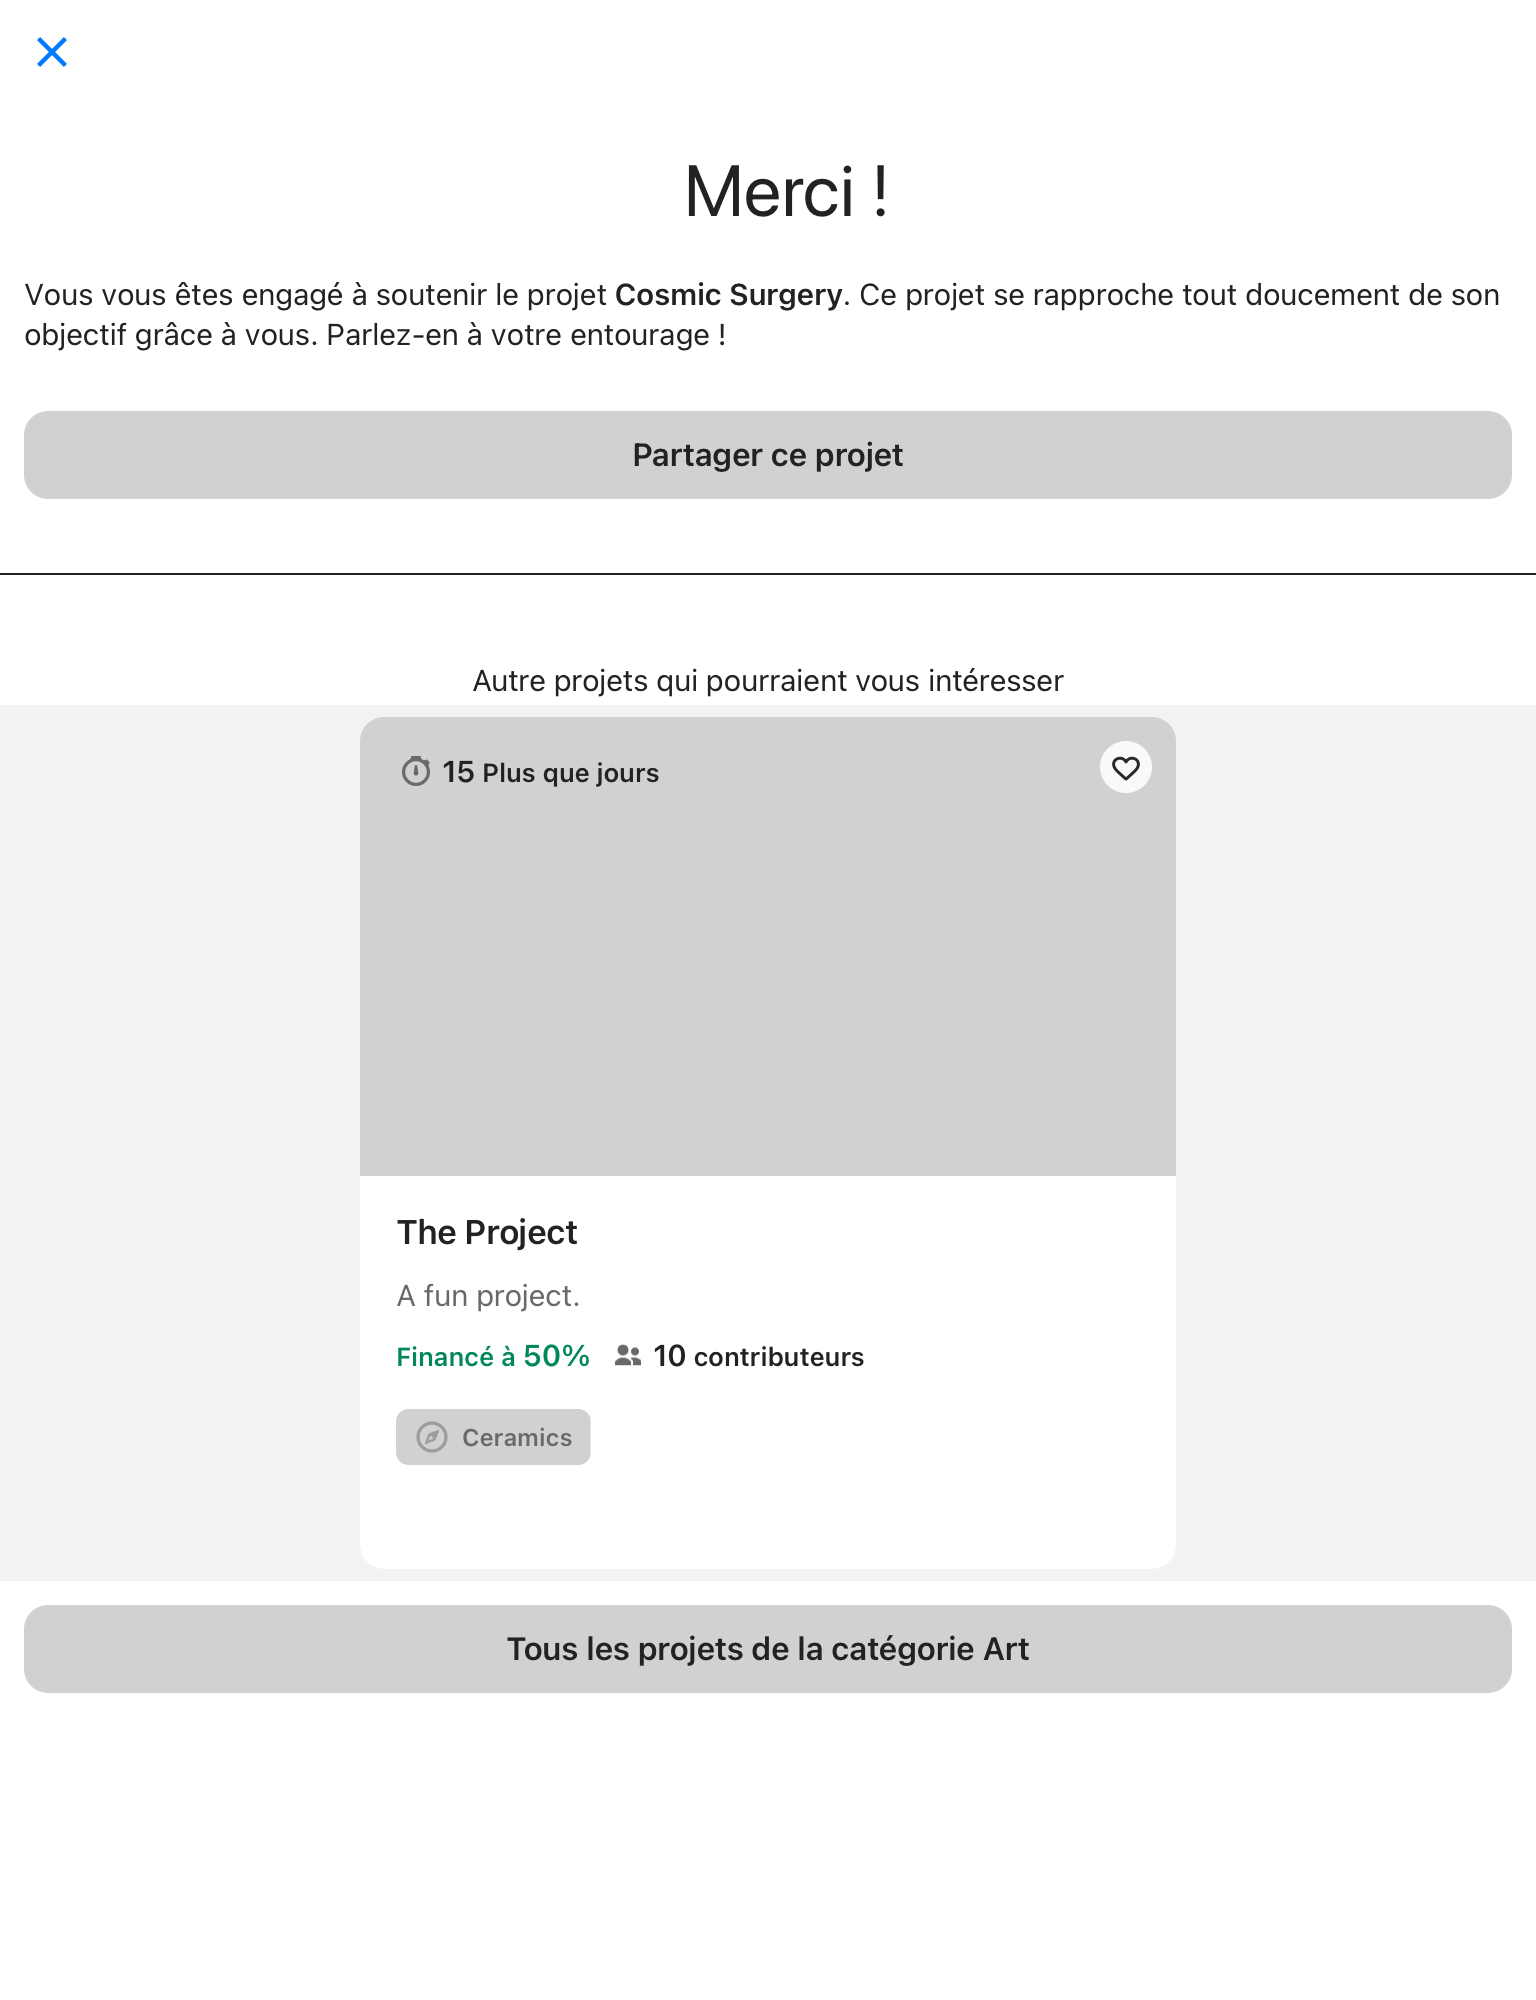 Merci !
Vous vous êtes engagé à soutenir le projet Cosmic Surgery. Ce projet se rapproche tout doucement de son
objectif grâce à vous. Parlez-en à votre entourage !
Partager ce projet
Autre projets qui pourraient vous intéresser
15 Plus que jours
The Project
A fun project.
Financé à 50% 10 contributeurs
Ceramics
Tous les projets de la catégorie Art